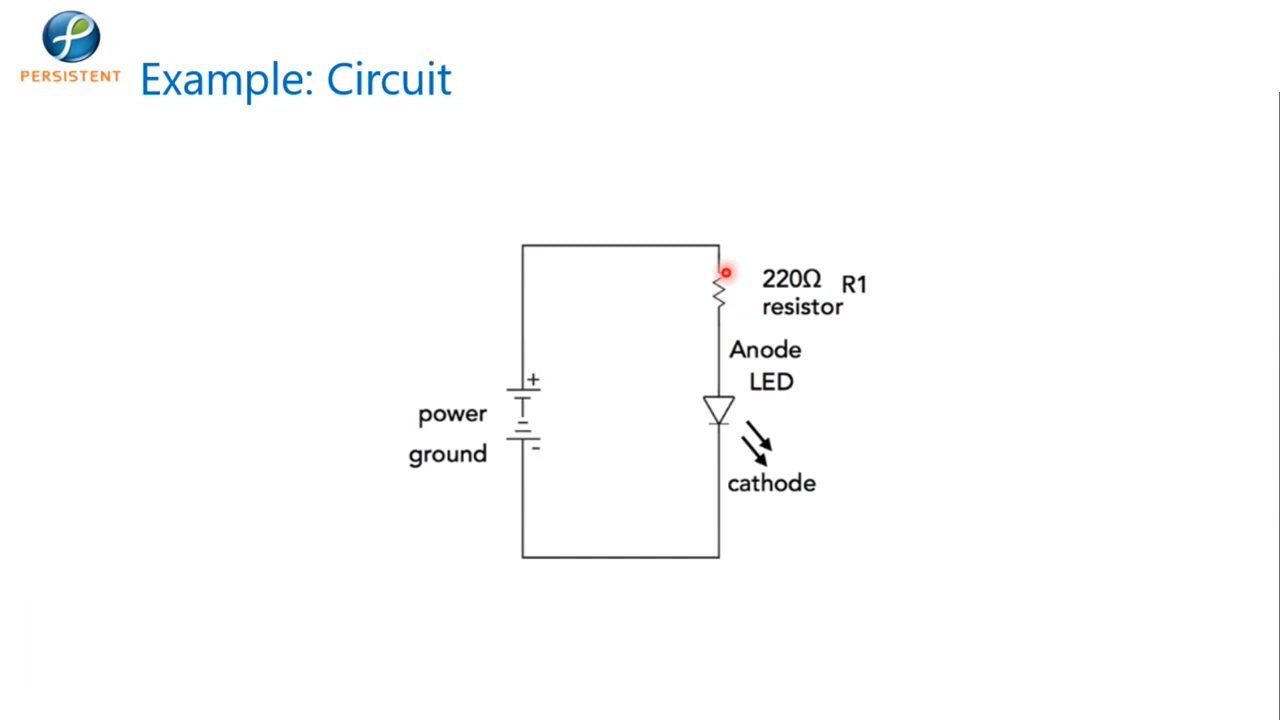 PERSISTENT
Example: Circuit
220Ω R1
resistor
Anode
LED
+
power
-
ground
-
cathode